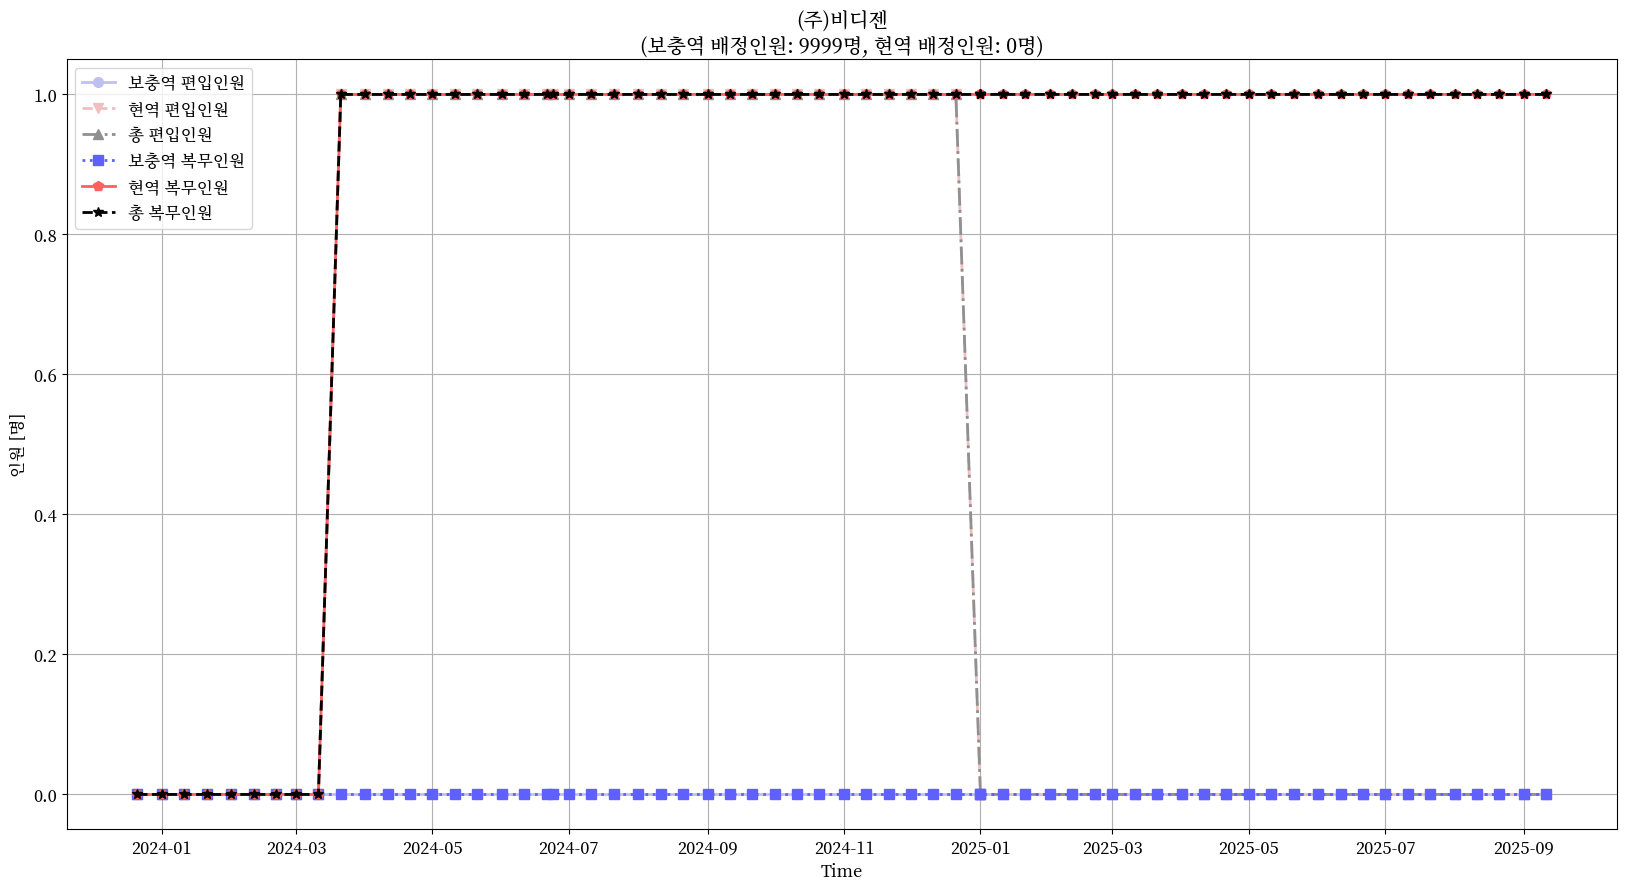 (주)비디젠
(보충역 배정인원: 9999명, 현역 배정인원: 0명)
보충역 편입인원
현역 편입인원
총 편입인원
보충역 복무인원
현역 복무인원
총 복무인원
인원 [명]
1.0
0.8
0.6
0.4
0.2
0.0
2024-01
2024-03
2024-05
2024-07
2024-09
2024-11
2025-01
2025-03
2025-05
2025-07
2025-09
Time